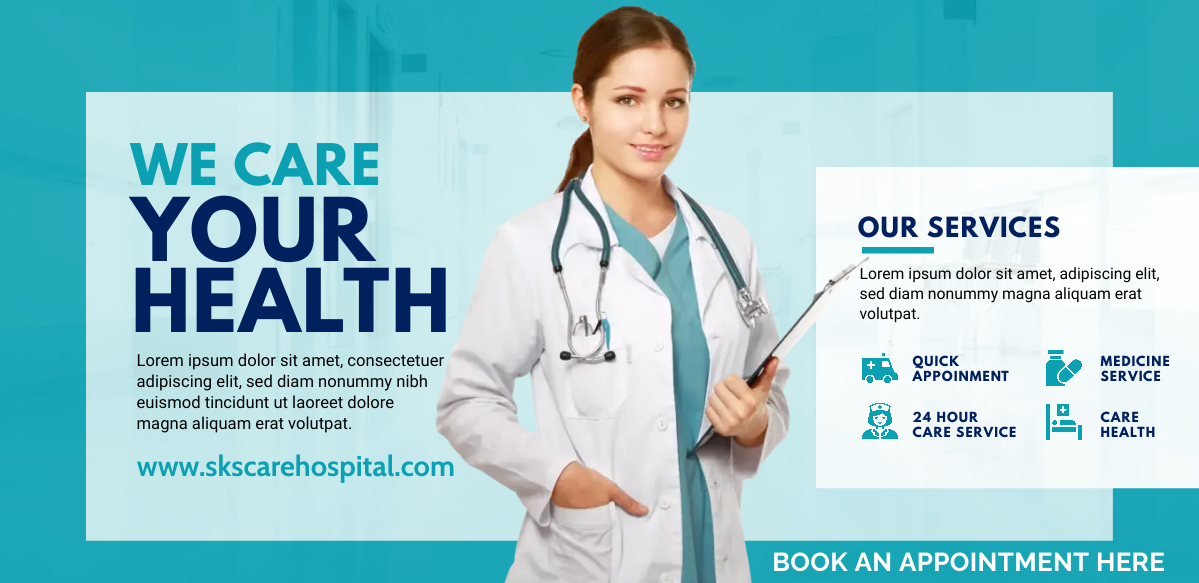 WE CARE
YOUR
HEALTH
Lorem ipsum dolor sit amet, consectetuer
adipiscing elit, sed diam nonummy nibh
euismod tincidunt ut laoreet dolore
magna aliquam erat volutpat.
www.skscarehospital.com
OUR SERVICES
Lorem ipsum dolor sit amet, adipiscing elit,
sed diam nonummy magna aliquam erat
volutpat.
QUICK
APPOINMENT
MEDICINE
SERVICE
24 HOUR
CARE SERVICE
CARE
HEALTH
BOOK AN APPOINTMENT HERE